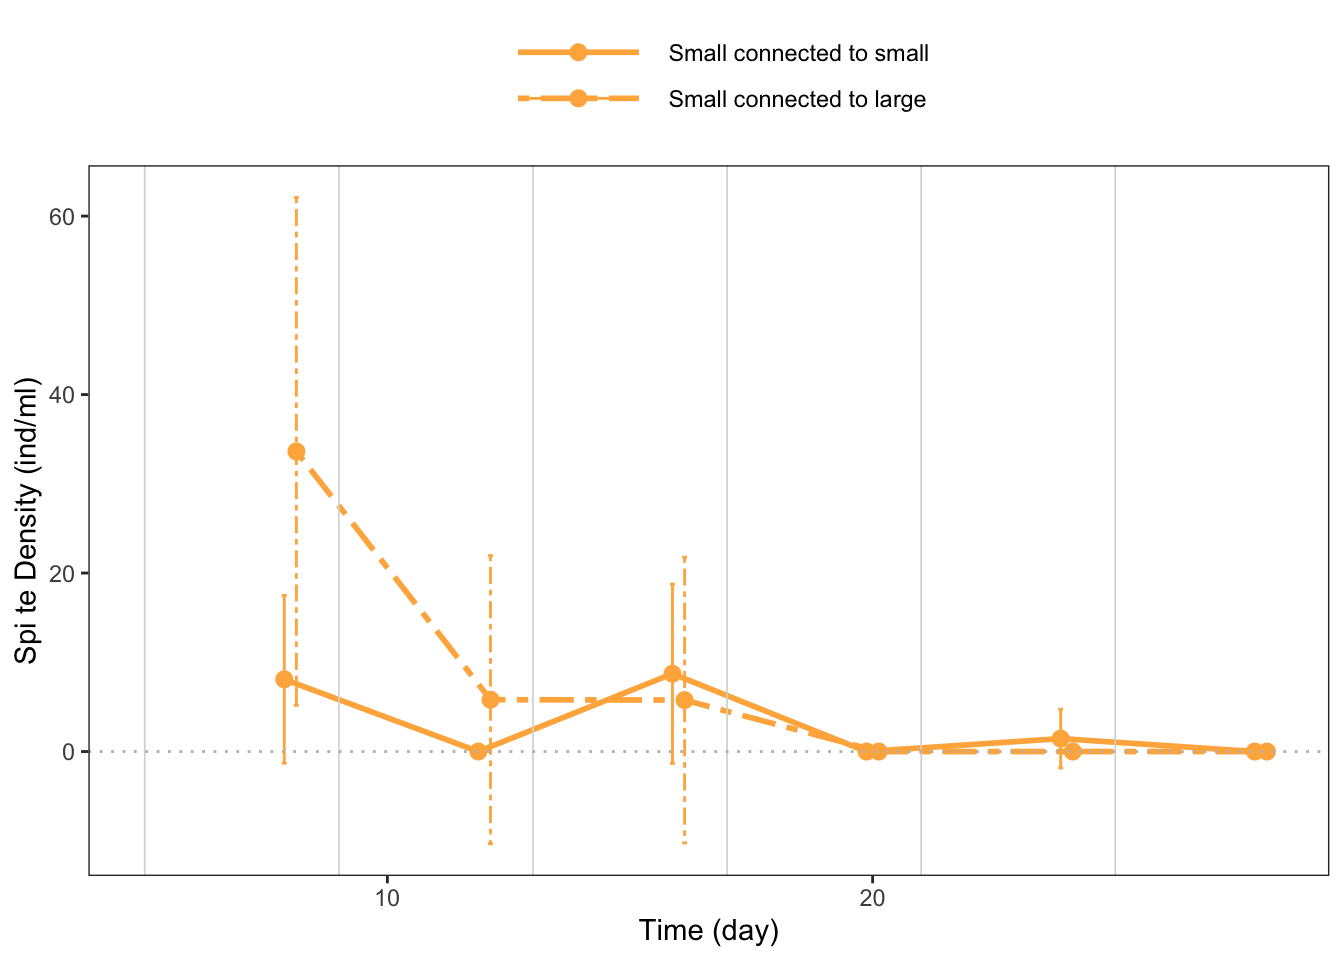 Small connected to small
Small connected to large
Spi te Density (ind/ml)
60
40
20
0
10
20
Time (day)